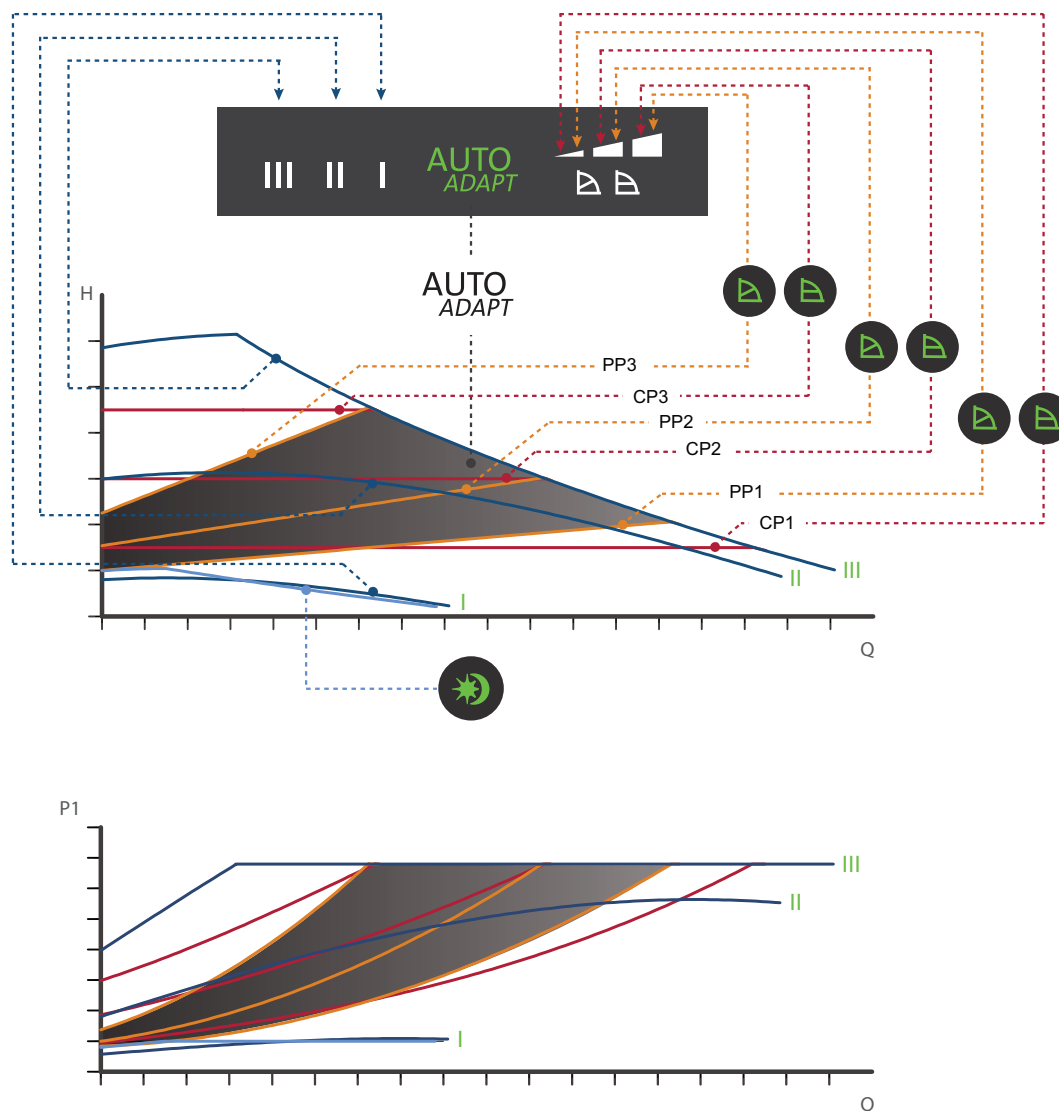 III II I AUTO
ADAPT
AUTO
ADAPT
H
PP3
CP3
PP2
CP2
PP1
CP1
III
II
I
Q
P1
III
II
I
Q